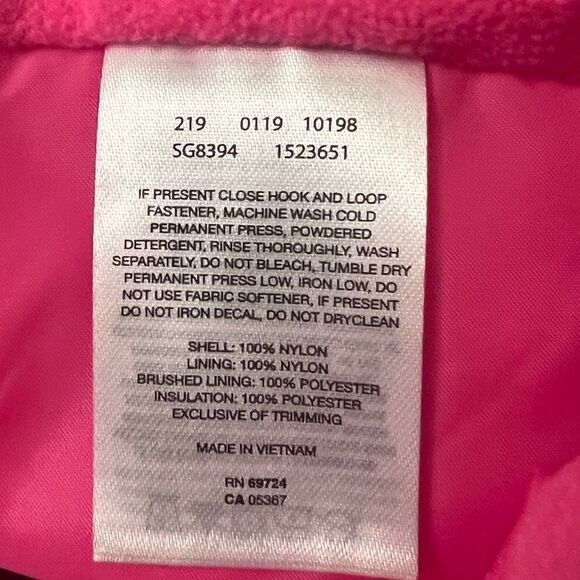 219 0119 10198
SG8394 1523651
IF PRESENT CLOSE HOOK AND LOOP
FASTENER, MACHINE WASH COLD
PERMANENT PRESS, POWDERED
DETERGENT, RINSE THOROUGHLY, WASH
SEPARATELY, DO NOT BLEACH, TUMBLE DRY
PERMANENT PRESS LOW, IRON LOW, DO
NOT USE FABRIC SOFTENER, IF PRESENT
DO NOT IRON DECAL, DO NOT DRYCLEAN
SHELL: 100% NYLON
LINING: 100% NYLON
BRUSHED LINING: 100% POLYESTER
INSULATION: 100% POLYESTER
EXCLUSIVE OF TRIMMING
MADE IN VIETNAM
RN 69724
CA 05367